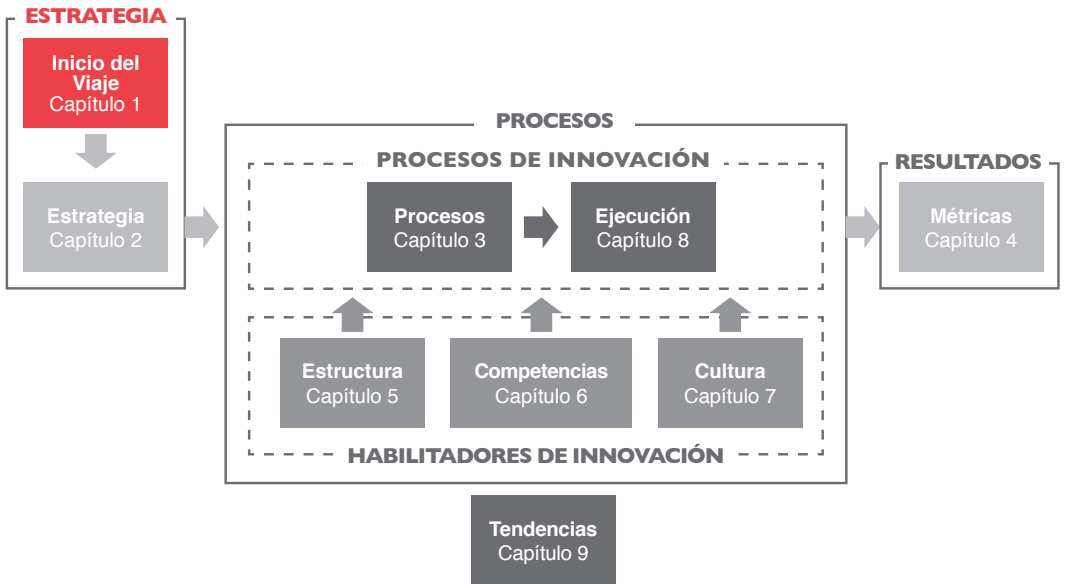 ESTRATEGIA
Inicio del
Viaje
Capítulo 1
Estrategia
Capítulo 2
PROCESOS
PROCESOS DE INNOVACIÓN
Procesos
Capítulo 3
Ejecución
Capítulo 8
Estructura
Capítulo 5
Competencias
Capítulo 6
Cultura
Capítulo 7
HABILITADORES DE INNOVACIÓN
RESULTADOS
Métricas
Capítulo 4
Tendencias
Capítulo 9